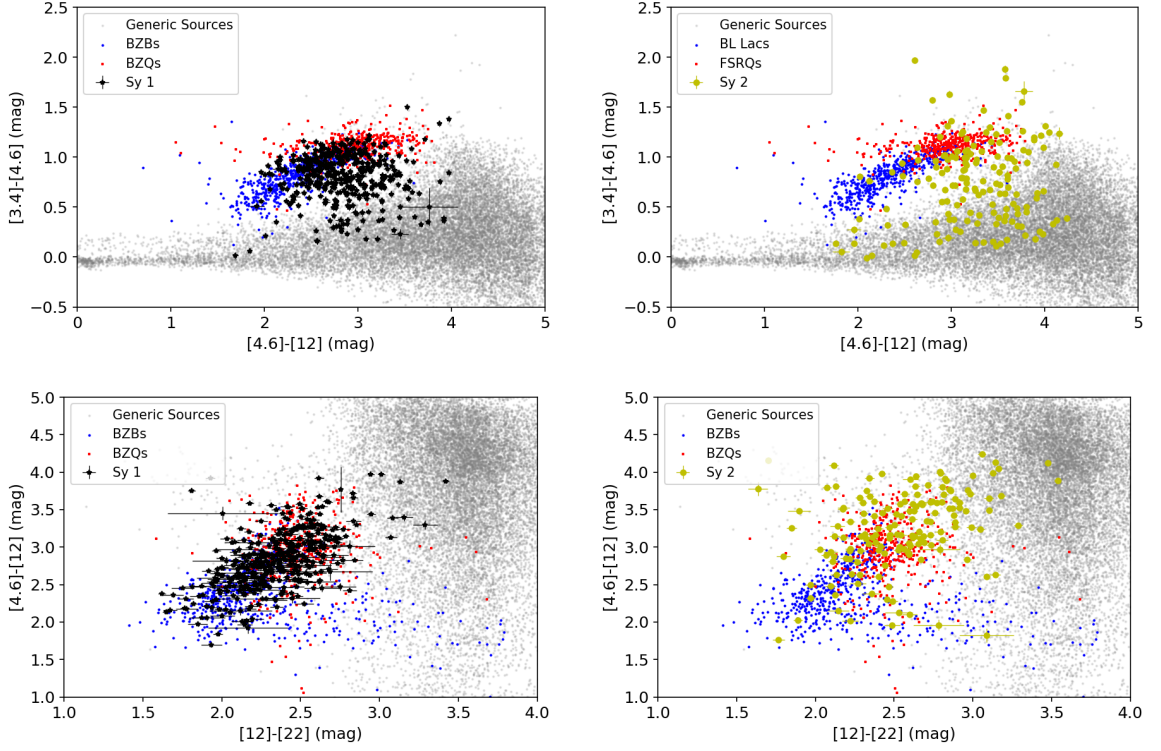 2.5
2.0
1.5
1.0
0.5
0.0
−0.5
[3.4]-[4.6] (mag)
Generic Sources
BZBs
BZQs
Sy 1
0 1 2 3 4 5
[4.6]-[12] (mag)
2.5
2.0
1.5
1.0
0.5
0.0
−0.5
[3.4]-[4.6] (mag)
Generic Sources
BL Lacs
FSRQs
Sy 2
0 1 2 3 4 5
[4.6]-[12] (mag)
5.0
4.5
4.0
3.5
3.0
2.5
2.0
1.5
1.0
[4.6]-[12] (mag)
Generic Sources
BZBs
BZQs
Sy 1
1.0 1.5 2.0 2.5 3.0 3.5 4.0
[12]-[22] (mag)
5.0
4.5
4.0
3.5
3.0
2.5
2.0
1.5
1.0
[4.6]-[12] (mag)
Generic Sources
BZBs
BZQs
Sy 2
1.0 1.5 2.0 2.5 3.0 3.5 4.0
[12]-[22] (mag)